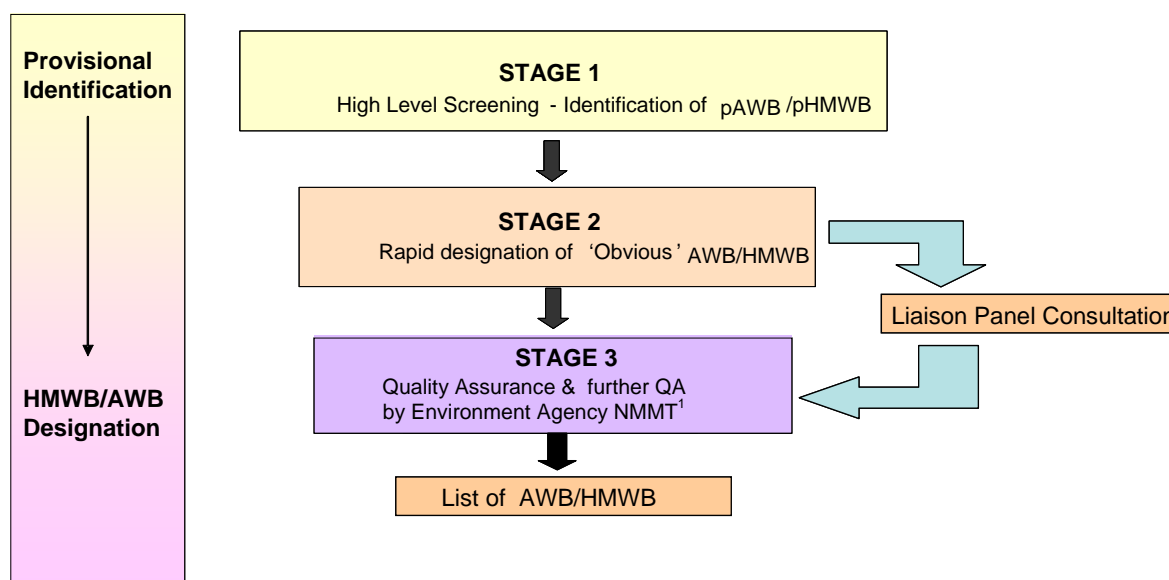 Provisional
Identification
HMWB/AWB
Designation
STAGE 1
High Level Screening - Identification of pAWB /pHMWB
STAGE 2
Rapid designation of 'Obvious' AWB/HMWB
Liaison Panel Consultation
STAGE 3
Quality Assurance & further QA
by Environment Agency NMMT¹
List of AWB/HMWB